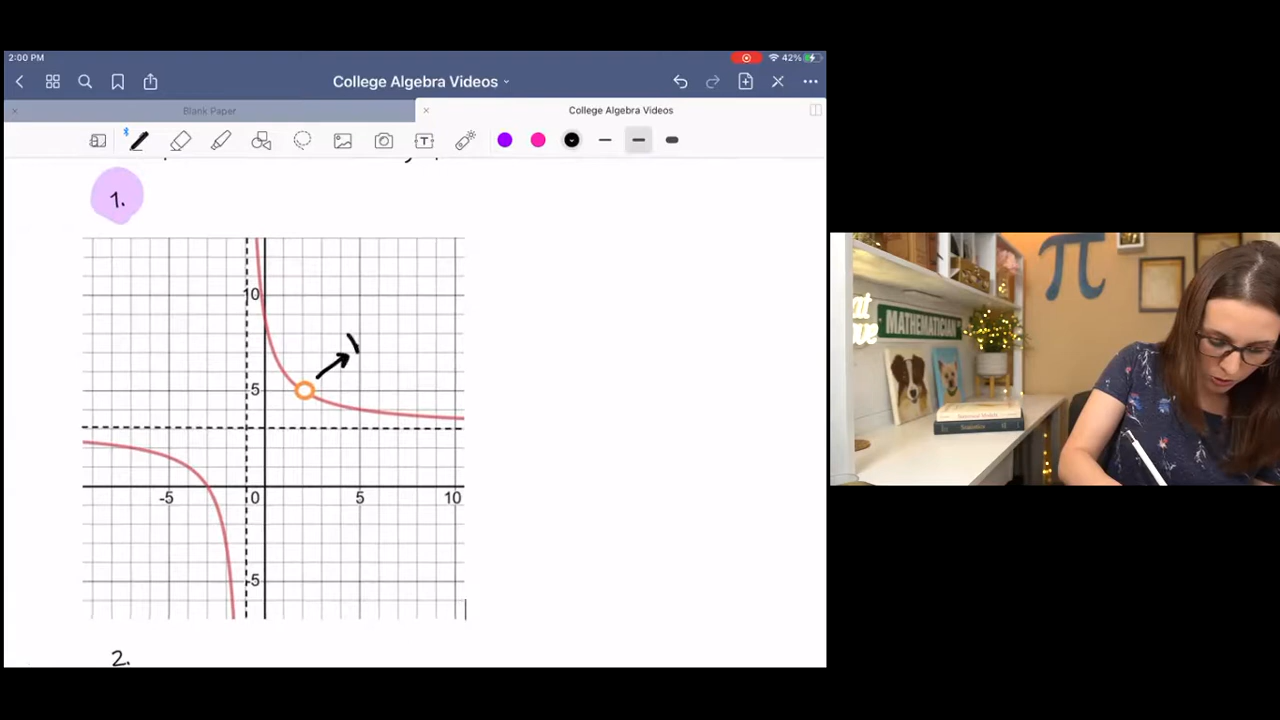 2:00 PM
42%
College Algebra Videos
Blank Paper
College Algebra Videos
1.
10
5
-5
0
5
10
-5
2.
MATHEMATICIAN
Statistics